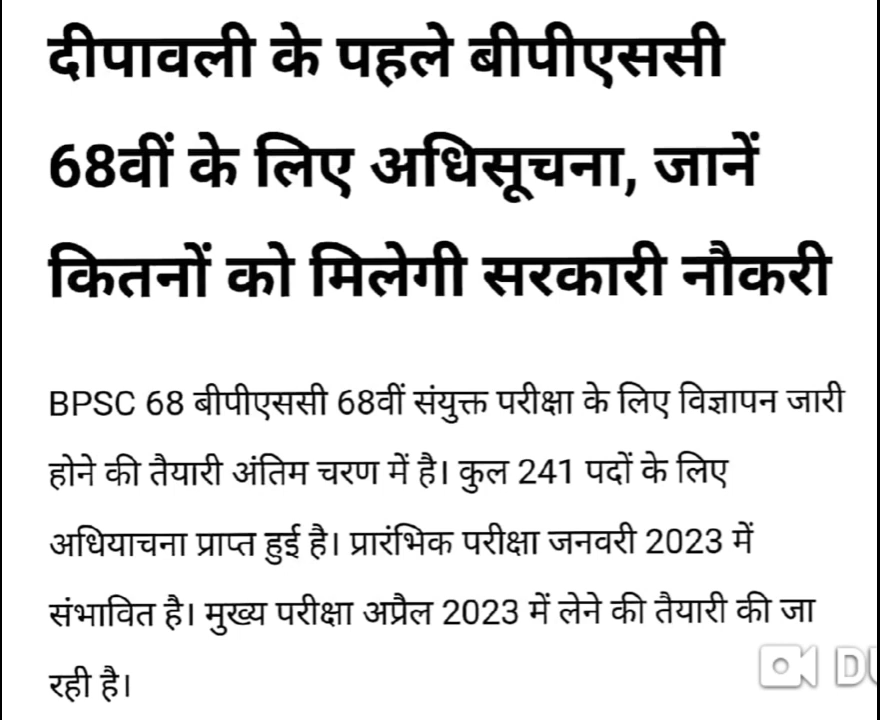 दीपावली के पहले बीपीएससी
68वीं के लिए अधिसूचना, जानें
कितनों को मिलेगी सरकारी नौकरी
BPSC 68 बीपीएससी 68वीं संयुक्त परीक्षा के लिए विज्ञापन जारी
होने की तैयारी अंतिम चरण में है। कुल 241 पदों के लिए
अधियाचना प्राप्त हुई है। प्रारंभिक परीक्षा जनवरी 2023 में
संभावित है। मुख्य परीक्षा अप्रैल 2023 में लेने की तैयारी की जा
रही है।